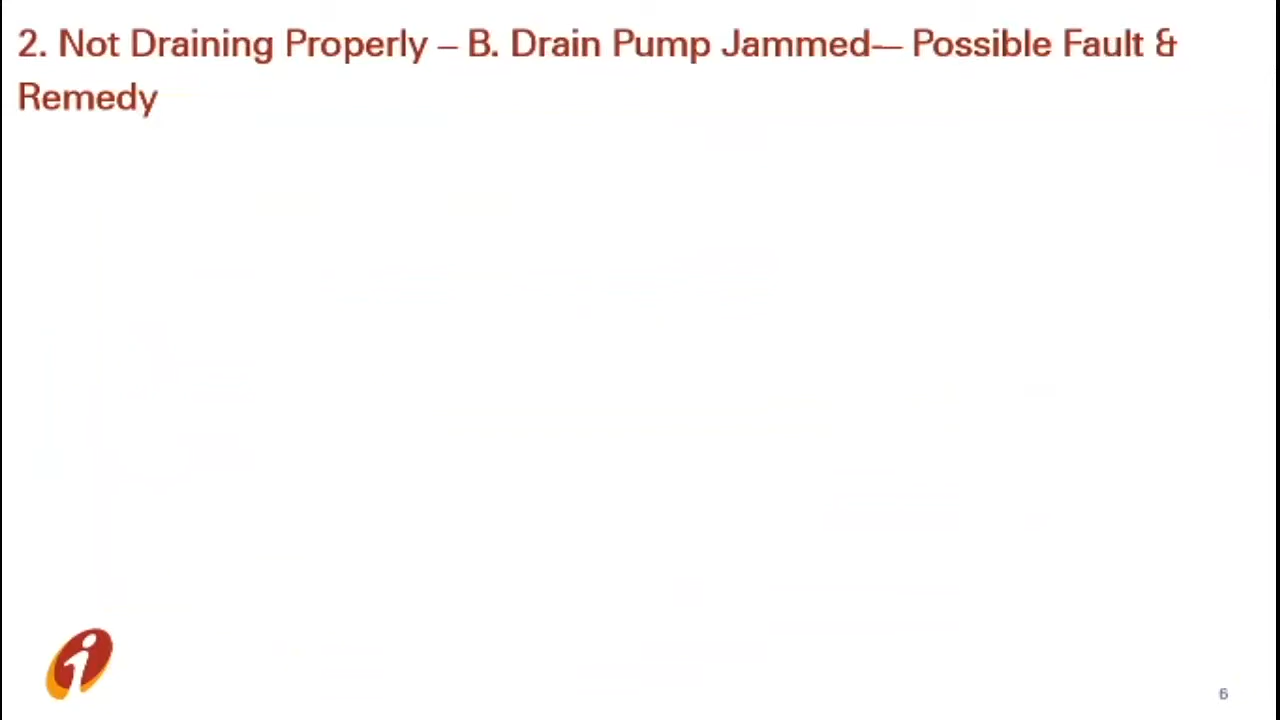 2. Not Draining Properly – B. Drain Pump Jammed-– Possible Fault &
Remedy
6